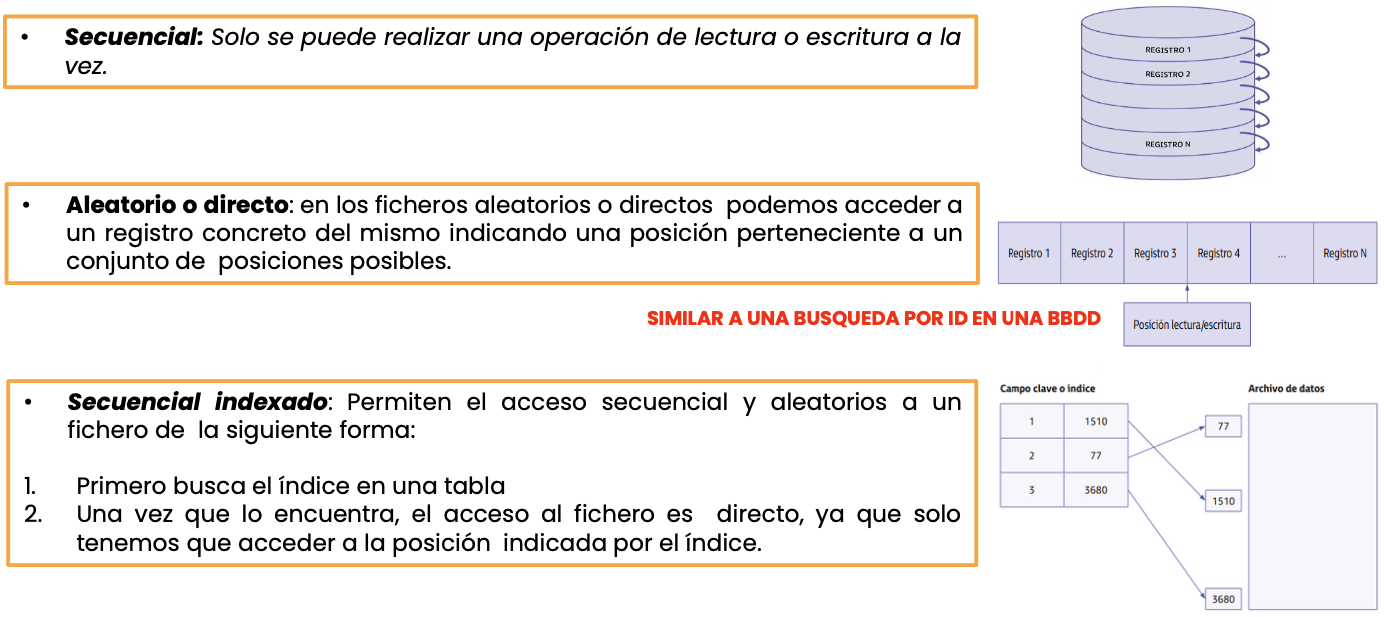 • Secuencial: Solo se puede realizar una operación de lectura o escritura a la
vez.
REGISTRO 1
REGISTRO 2
REGISTRO N
• Aleatorio o directo: en los ficheros aleatorios o directos podemos acceder a
un registro concreto del mismo indicando una posición perteneciente a un
conjunto de posiciones posibles.
Registro 1 Registro 2 Registro 3 Registro 4 ... Registro N
SIMILAR A UNA BUSQUEDA POR ID EN UNA BBDD
Posición lectura/escritura
• Secuencial indexado: Permiten el acceso secuencial y aleatorios a un
fichero de la siguiente forma:
1. Primero busca el índice en una tabla
2. Una vez que lo encuentra, el acceso al fichero es directo, ya que solo
tenemos que acceder a la posición indicada por el índice.
Campo clave o índice
1 1510
2 77
3 3680
Archivo de datos
77
1510
3680